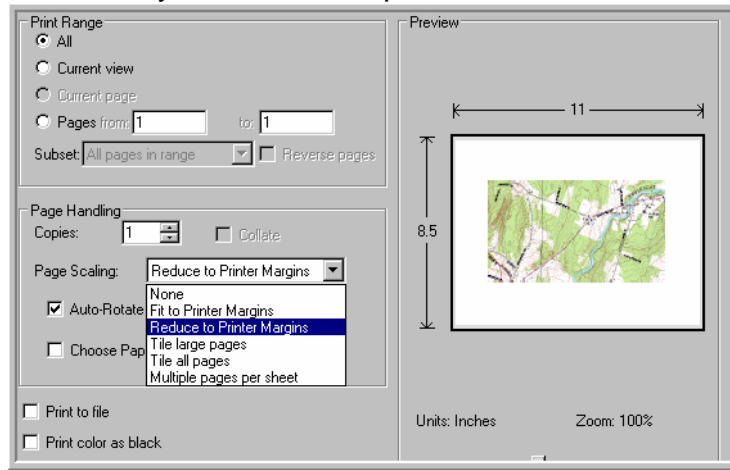 Print Range
All
Current view
Current page
Pages from: 1 to: 1
Subset: All pages in range Reverse pages
Page Handling
Copies: 1 Collate
Page Scaling: Reduce to Printer Margins
None
Auto-Rotate Fit to Printer Margins
Reduce to Printer Margins
Tile large pages
Choose Pap Tile all pages
Multiple pages per sheet
Print to file
Print color as black
Preview
11
8.5
Units: Inches Zoom: 100%